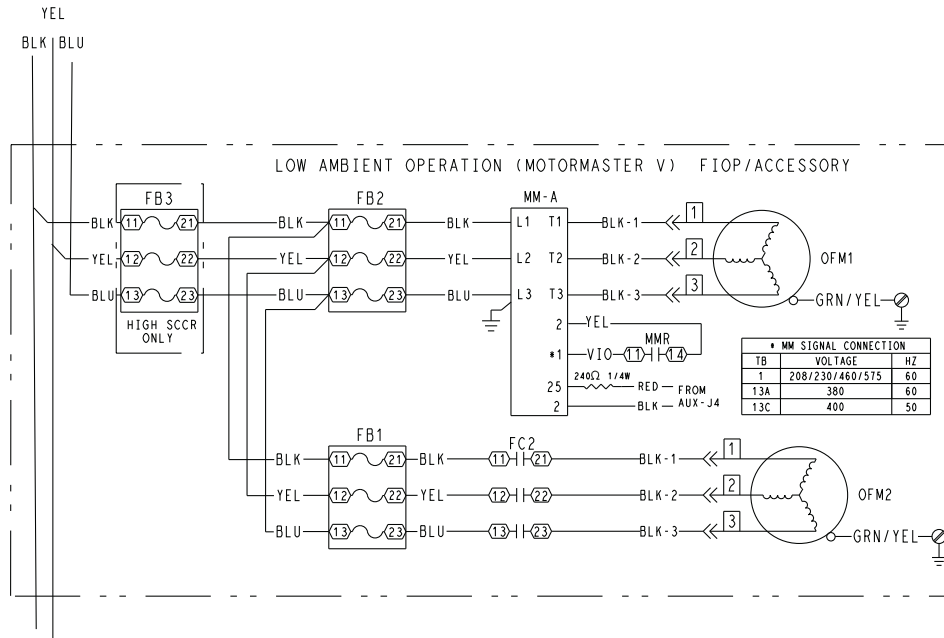 YEL
BLK BLU
LOW AMBIENT OPERATION (MOTORMASTER V) FIOP/ACCESSORY
FB3 FB2 MM-A
BLK 11 21 BLK 11 21 BLK L1 T1 BLK-1 1
YEL 12 22 YEL 12 22 YEL L2 T2 BLK-2 2 OFM1
BLU 13 23 BLU 13 23 BLU L3 T3 BLK-3 3
GRN/YEL
HIGH SCCR
ONLY
2 YEL
MMR
*1 VIO 11 14
240Ω 1/4W
25 RED FROM
2 BLK AUX-J4
* MM SIGNAL CONNECTION
TB VOLTAGE HZ
1 208/230/460/575 60
13A 380 60
13C 400 50
FB1 FC2
BLK 11 21 BLK 11 21 BLK-1 1
YEL 12 22 YEL 12 22 BLK-2 2 OFM2
BLU 13 23 BLU 13 23 BLK-3 3
GRN/YEL